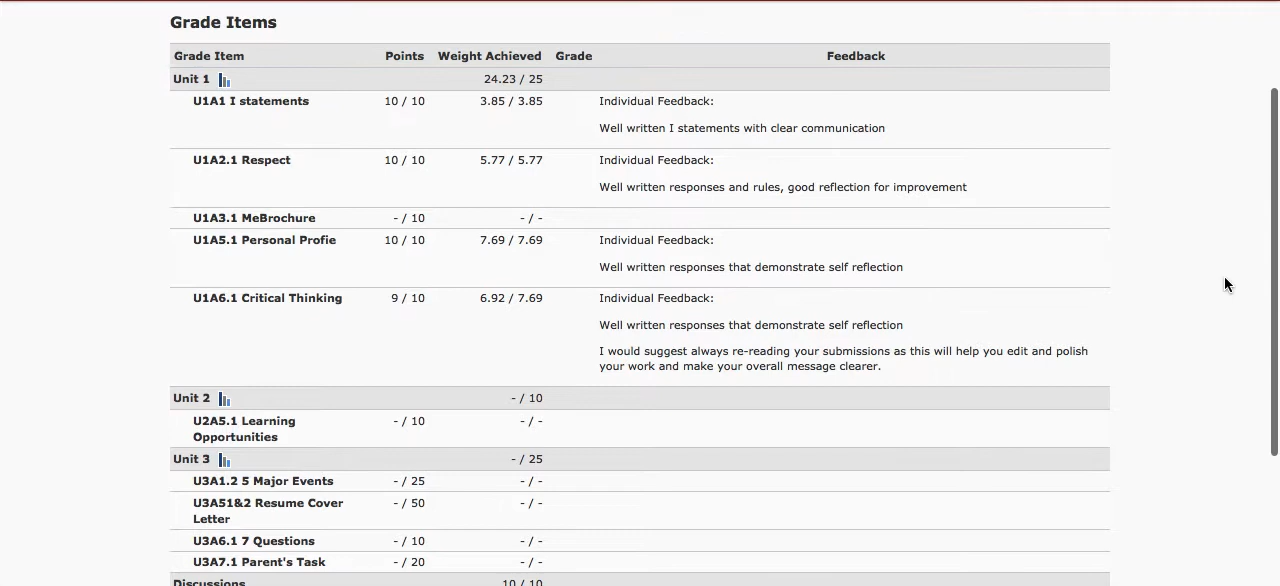 Grade Items
Grade Item Points Weight Achieved Grade Feedback
Unit 1 24.23 / 25
U1A1 I statements 10 / 10 3.85 / 3.85 Individual Feedback:
Well written I statements with clear communication
U1A2.1 Respect 10 / 10 5.77 / 5.77 Individual Feedback:
Well written responses and rules, good reflection for improvement
U1A3.1 MeBrochure - / 10 - / -
U1A5.1 Personal Profie 10 / 10 7.69 / 7.69 Individual Feedback:
Well written responses that demonstrate self reflection
U1A6.1 Critical Thinking 9 / 10 6.92 / 7.69 Individual Feedback:
Well written responses that demonstrate self reflection
I would suggest always re-reading your submissions as this will help you edit and polish
your work and make your overall message clearer.
Unit 2 - / 10
U2A5.1 Learning - / 10 - / -
Opportunities
Unit 3 - / 25
U3A1.2 5 Major Events - / 25 - / -
U3A51&2 Resume Cover - / 50 - / -
Letter
U3A6.1 7 Questions - / 10 - / -
U3A7.1 Parent's Task - / 20 - / -
Discussions 10 / 10